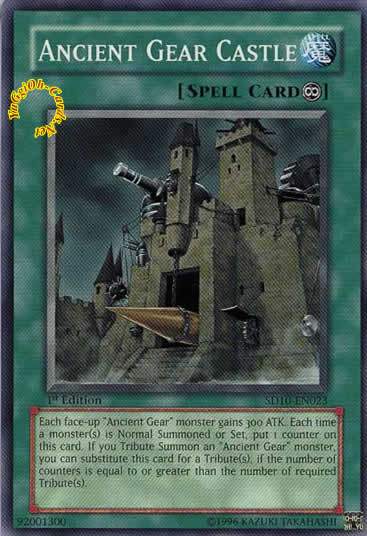 ANCIENT GEAR CASTLE 魔
[SPELL CARD ]
YuGiOh-Cards.Net
1st Edition SD10-EN023
Each face-up "Ancient Gear" monster gains 300 ATK. Each time
a monster(s) is Normal Summoned or Set, put 1 counter on
this card. If you Tribute Summon an "Ancient Gear" monster,
you can substitute this card for a Tribute(s), if the number of
counters is equal to or greater than the number of required
Tribute(s).
92001300 ©1996 KAZUKI TAKAHASHI